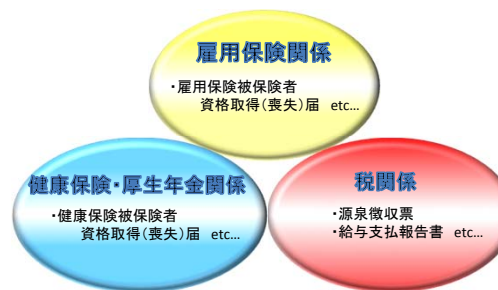 雇用保険関係
・雇用保険被保険者
資格取得(喪失)届 etc…
健康保険・厚生年金関係
・健康保険被保険者
資格取得(喪失)届 etc…
税関係
・源泉徴収票
・給与支払報告書 etc…